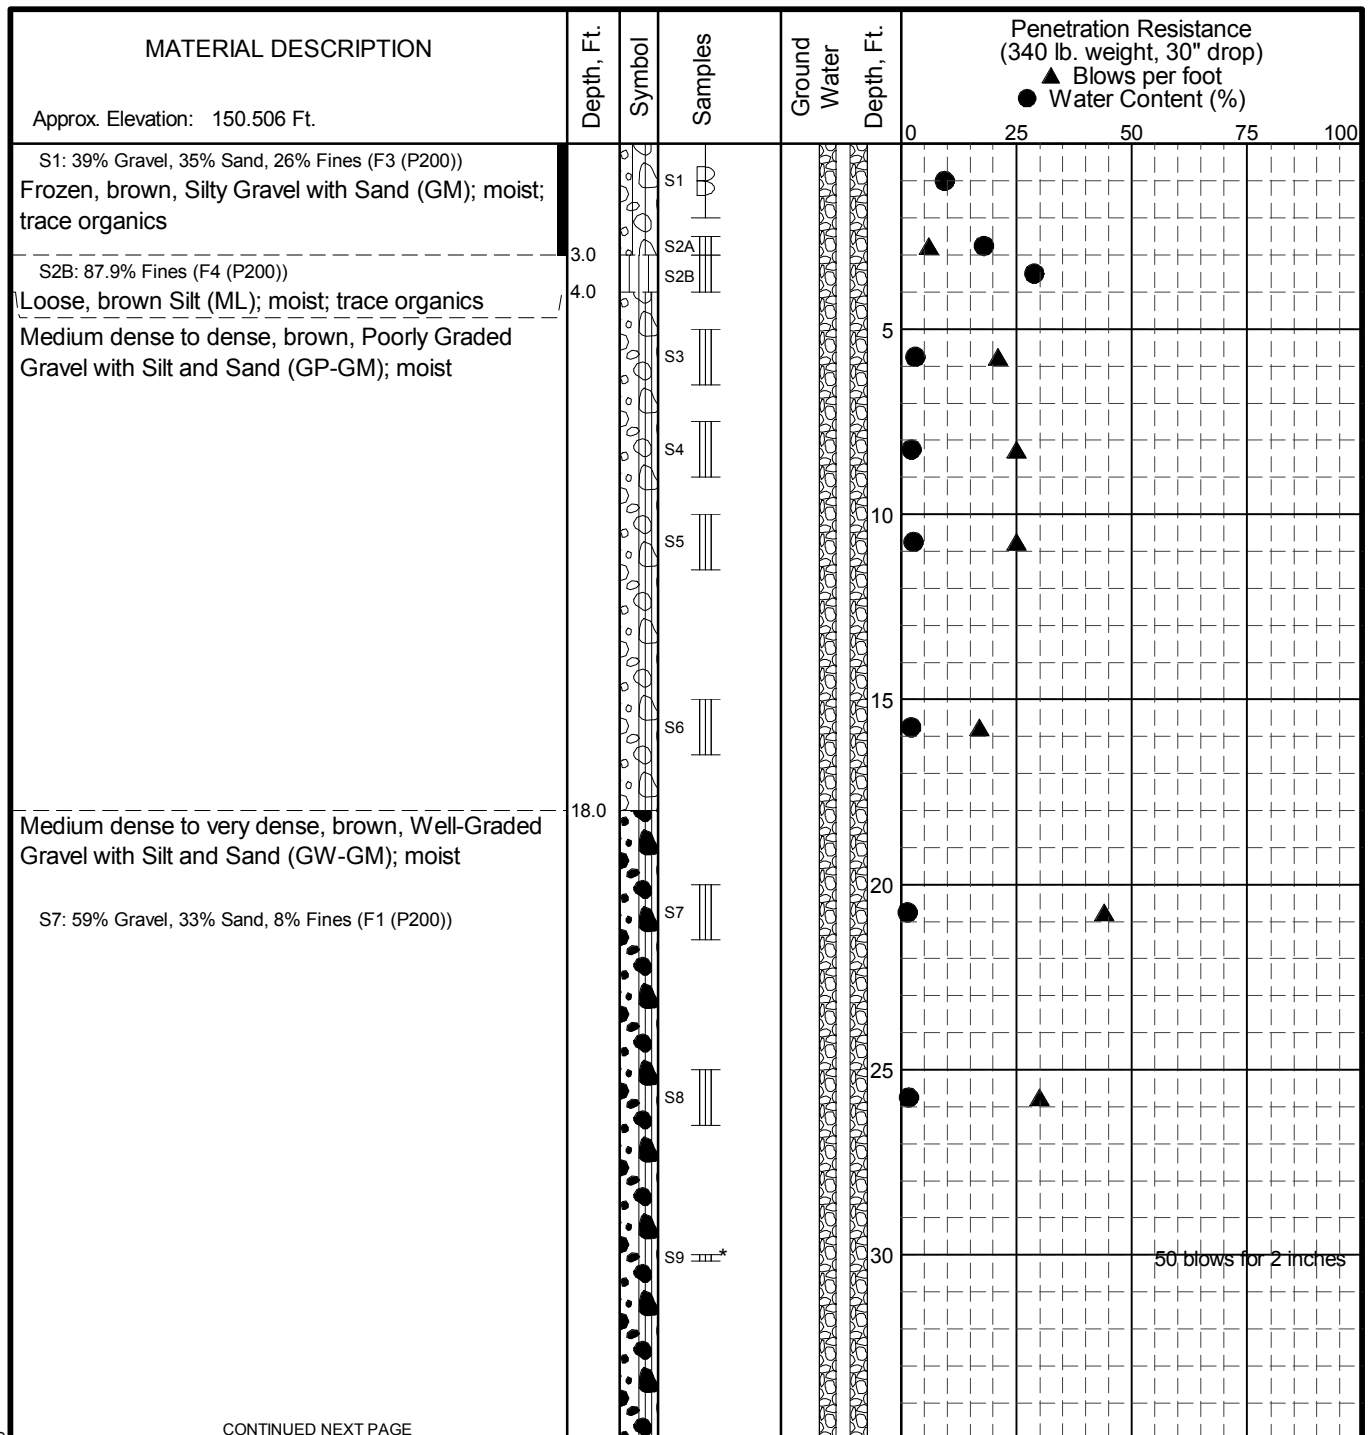 MATERIAL DESCRIPTION
Approx. Elevation: 150.506 Ft.
Depth, Ft.
Symbol
Samples
Ground
Water
Depth, Ft.
Penetration Resistance
(340 lb. weight, 30" drop)
▲ Blows per foot
● Water Content (%)
0 25 50 75 100
S1: 39% Gravel, 35% Sand, 26% Fines (F3 (P200))
Frozen, brown, Silty Gravel with Sand (GM); moist;
trace organics
S1
S2A
3.0
S2B: 87.9% Fines (F4 (P200))
S2B
Loose, brown Silt (ML); moist; trace organics
4.0
Medium dense to dense, brown, Poorly Graded
Gravel with Silt and Sand (GP-GM); moist
5
S3
S4
10
S5
15
S6
18.0
Medium dense to very dense, brown, Well-Graded
Gravel with Silt and Sand (GW-GM); moist
20
S7: 59% Gravel, 33% Sand, 8% Fines (F1 (P200))
S7
25
S8
S9 *
30
50 blows for 2 inches
CONTINUED NEXT PAGE